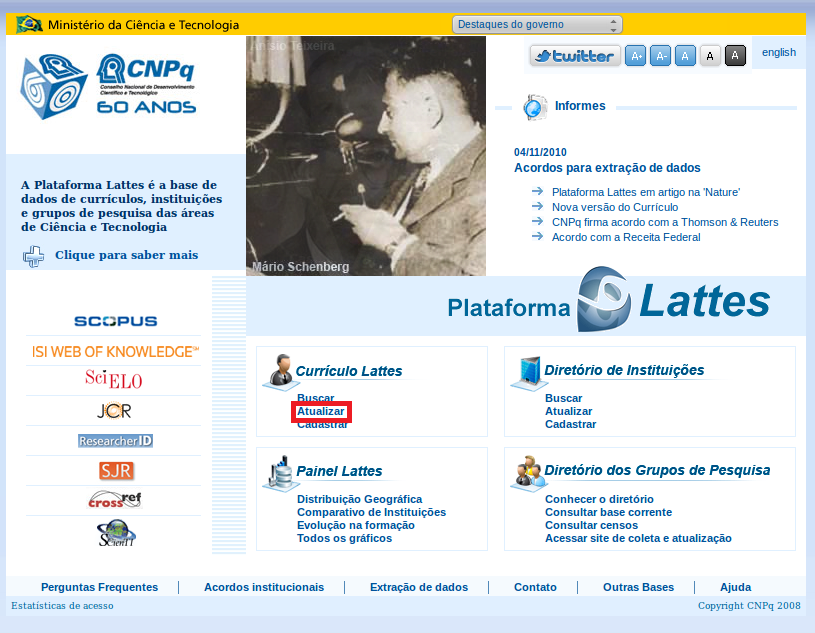 Ministério da Ciência e Tecnologia
Destaques do governo
CNPq
Conselho Nacional de Desenvolvimento
Científico e Tecnológico
60 ANOS
Anísio Teixeira
twitter A+ A- A A A
english
Informes
04/11/2010
Acordos para extração de dados
Plataforma Lattes em artigo na 'Nature'
Nova versão do Currículo
CNPq firma acordo com a Thomson & Reuters
Acordo com a Receita Federal
A Plataforma Lattes é a base de
dados de currículos, instituições
e grupos de pesquisa das áreas
de Ciência e Tecnologia
Clique para saber mais
Mário Schenberg
Plataforma Lattes
SCOPUS
ISI WEB OF KNOWLEDGE
SciELO
JCR
ResearcherID
SJR
crossref
ScienTI
Currículo Lattes
Buscar
Atualizar
Cadastrar
Diretório de Instituições
Buscar
Atualizar
Cadastrar
Painel Lattes
Distribuição Geográfica
Comparativo de Instituições
Evolução na formação
Todos os gráficos
Diretório dos Grupos de Pesquisa
Conhecer o diretório
Consultar base corrente
Consultar censos
Acessar site de coleta e atualização
Perguntas Frequentes Acordos institucionais Extração de dados Contato Outras Bases Ajuda
Estatísticas de acesso Copyright CNPq 2008